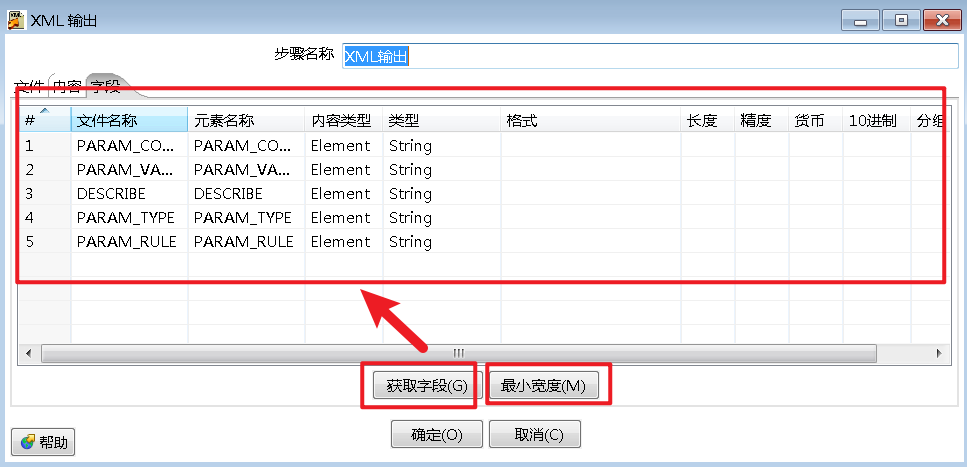 XML 输出
步骤名称 XML输出
文件 内容 字段
# 文件名称 元素名称 内容类型 类型 格式 长度 精度 货币 10进制 分组
1 PARAM_CO... PARAM_CO... Element String
2 PARAM_VA... PARAM_VA... Element String
3 DESCRIBE DESCRIBE Element String
4 PARAM_TYPE PARAM_TYPE Element String
5 PARAM_RULE PARAM_RULE Element String
获取字段(G) 最小宽度(M)
确定(O) 取消(C)
帮助